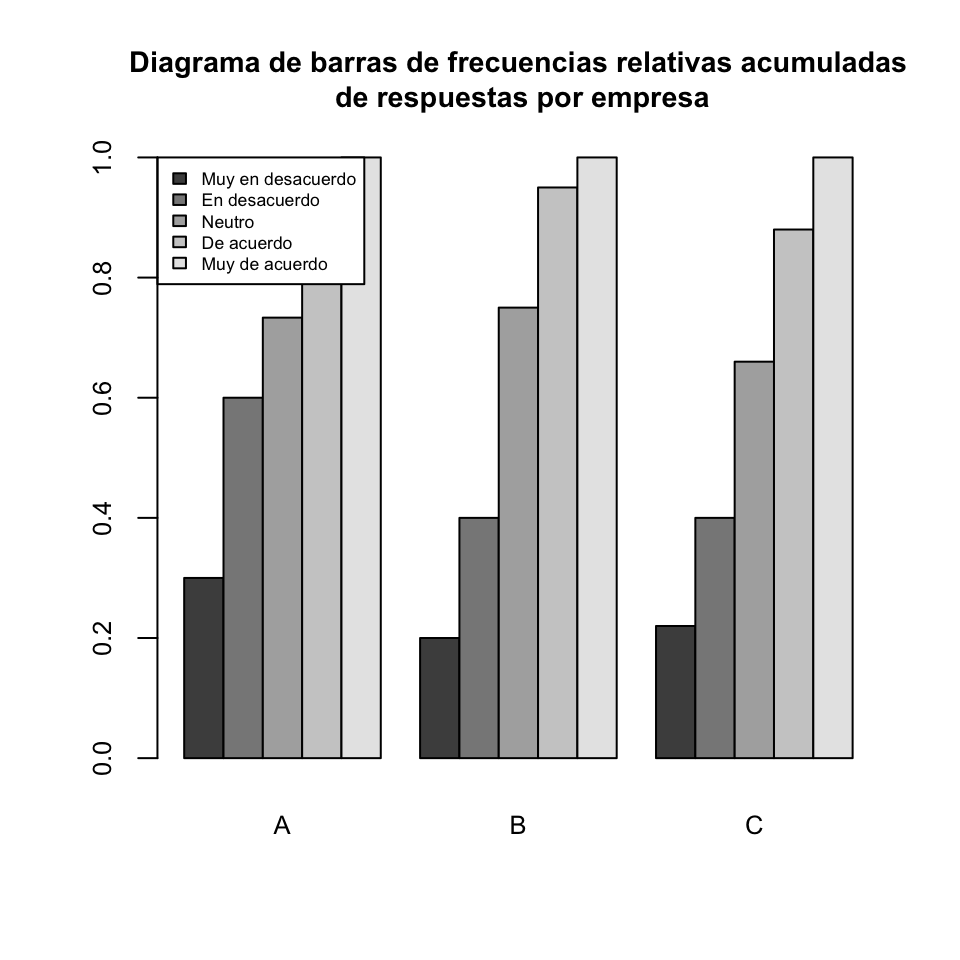 Diagrama de barras de frecuencias relativas acumuladas
de respuestas por empresa
1.0
0.8
0.6
0.4
0.2
0.0
Muy en desacuerdo
En desacuerdo
Neutro
De acuerdo
Muy de acuerdo
A
B
C